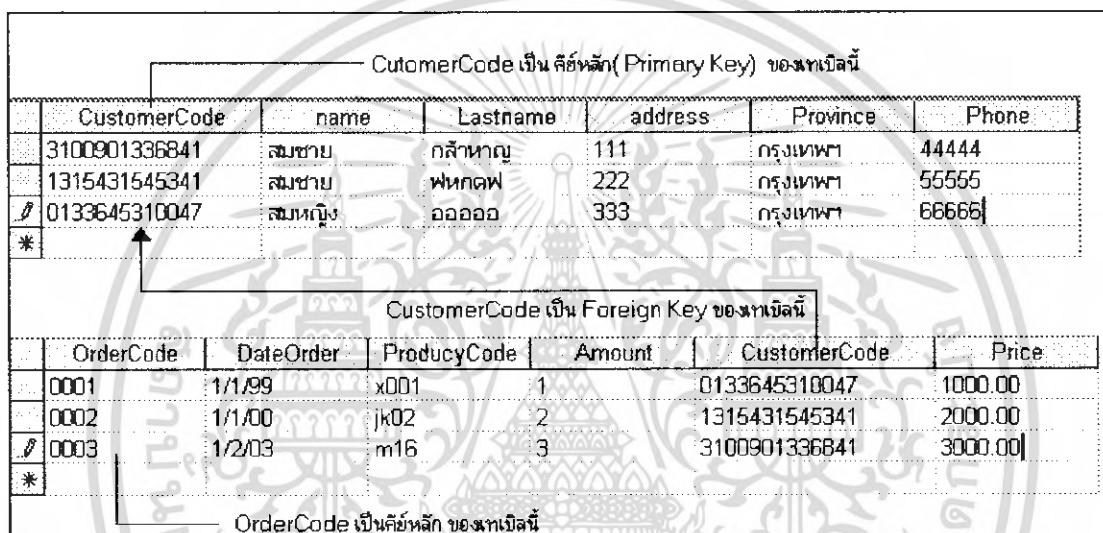 CutomerCode เป็น คีย์หลัก( Primary Key) ของเทเบิลนี้
CustomerCode name Lastname address Province Phone
3100901336841 สมชาย กล้าหาญ 111 กรุงเทพฯ 44444
1315431545341 สมชาย ฟหกดฟ 222 กรุงเทพฯ 55555
0133645310047 สมหญิง ออออ 333 กรุงเทพฯ 66666
*
CustomerCode เป็น Foreign Key ของเทเบิลนี้
OrderCode DateOrder ProducyCode Amount CustomerCode Price
0001 1/1/99 x001 1 0133645310047 1000.00
0002 1/1/00 jk02 2 1315431545341 2000.00
0003 1/2/03 m16 3 3100901336841 3000.00
*
OrderCode เป็นคีย์หลัก ของเทเบิลนี้